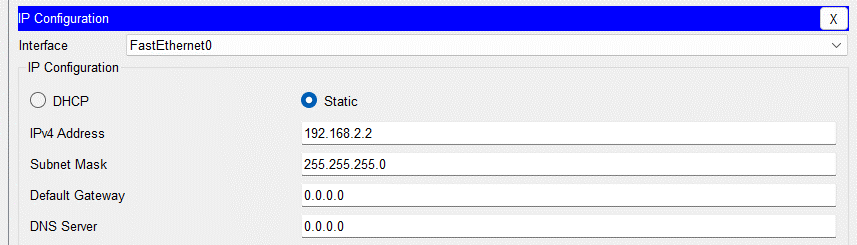 IP Configuration X
Interface FastEthernet0
IP Configuration
DHCP Static
IPv4 Address 192.168.2.2
Subnet Mask 255.255.255.0
Default Gateway 0.0.0.0
DNS Server 0.0.0.0